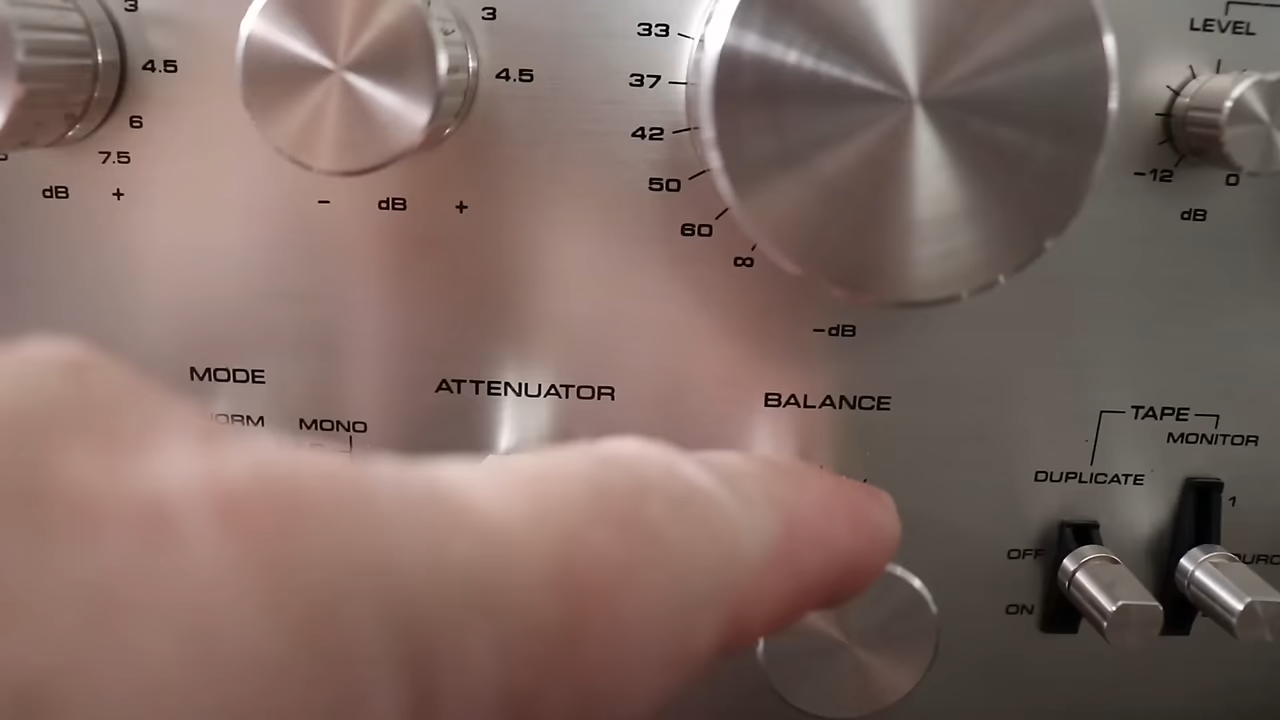 3
4.5
6
7.5
dB +
3
4.5
- dB +
33
37
42
50
60
∞
-dB
LEVEL
-12 0
dB
MODE
MONO
ATTENUATOR
BALANCE
TAPE
MONITOR
DUPLICATE
1
OFF
ON